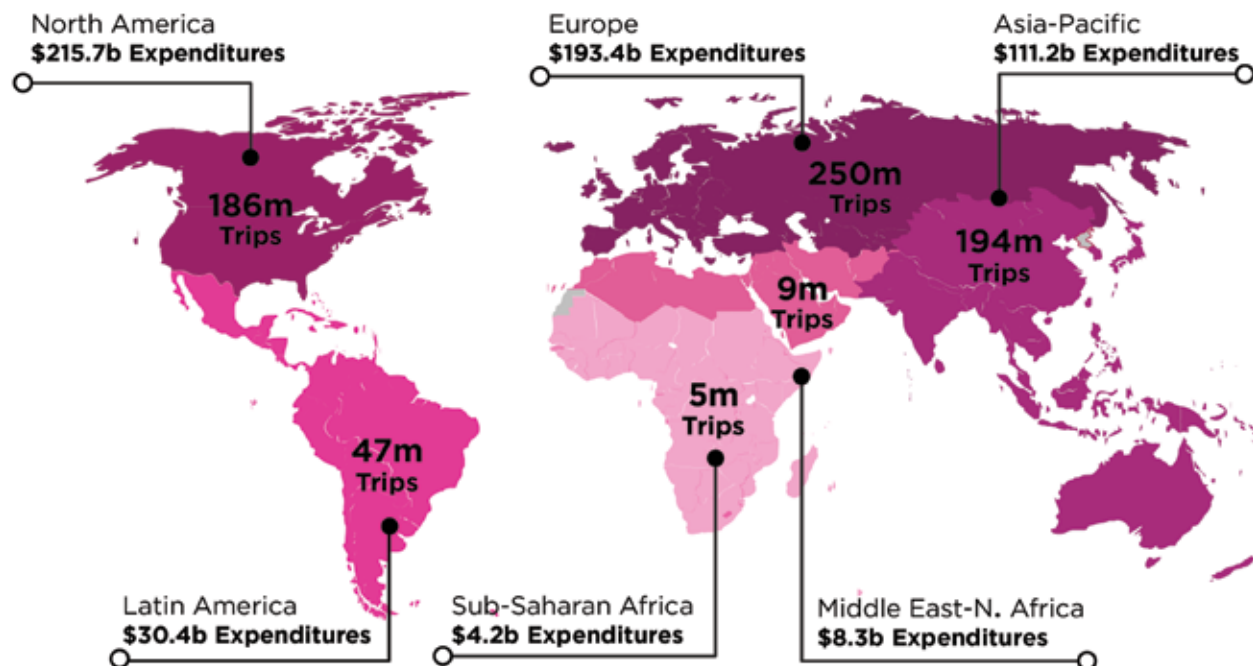 North America
$215.7b Expenditures
Europe
$193.4b Expenditures
Asia-Pacific
$111.2b Expenditures
186m
Trips
250m
Trips
194m
Trips
9m
Trips
5m
Trips
47m
Trips
Latin America
$30.4b Expenditures
Sub-Saharan Africa
$4.2b Expenditures
Middle East-N. Africa
$8.3b Expenditures